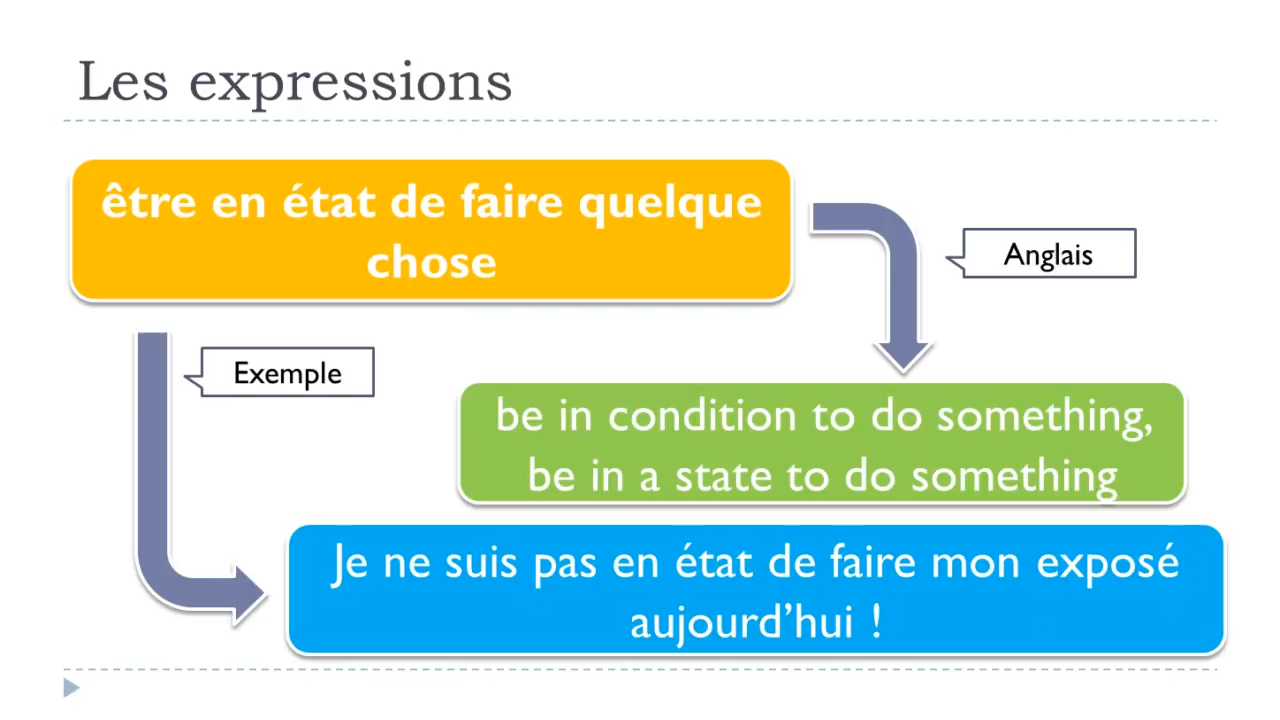 Les expressions
être en état de faire quelque
chose
Anglais
Exemple
be in condition to do something,
be in a state to do something
Je ne suis pas en état de faire mon exposé
aujourd’hui !